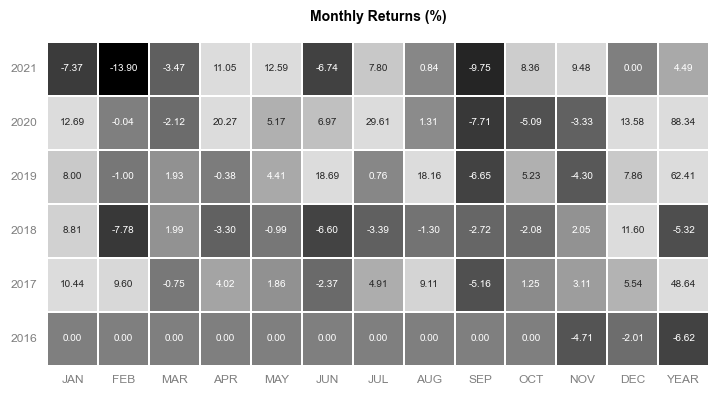 Monthly Returns (%)
2021 -7.37 -13.90 -3.47 11.05 12.59 -6.74 7.80 0.84 -9.75 8.36 9.48 0.00 4.49
2020 12.69 -0.04 -2.12 20.27 5.17 6.97 29.61 1.31 -7.71 -5.09 -3.33 13.58 88.34
2019 8.00 -1.00 1.93 -0.38 4.41 18.69 0.76 18.16 -6.65 5.23 -4.30 7.86 62.41
2018 8.81 -7.78 1.99 -3.30 -0.99 -6.60 -3.39 -1.30 -2.72 -2.08 2.05 11.60 -5.32
2017 10.44 9.60 -0.75 4.02 1.86 -2.37 4.91 9.11 -5.16 1.25 3.11 5.54 48.64
2016 0.00 0.00 0.00 0.00 0.00 0.00 0.00 0.00 0.00 0.00 -4.71 -2.01 -6.62
JAN FEB MAR APR MAY JUN JUL AUG SEP OCT NOV DEC YEAR